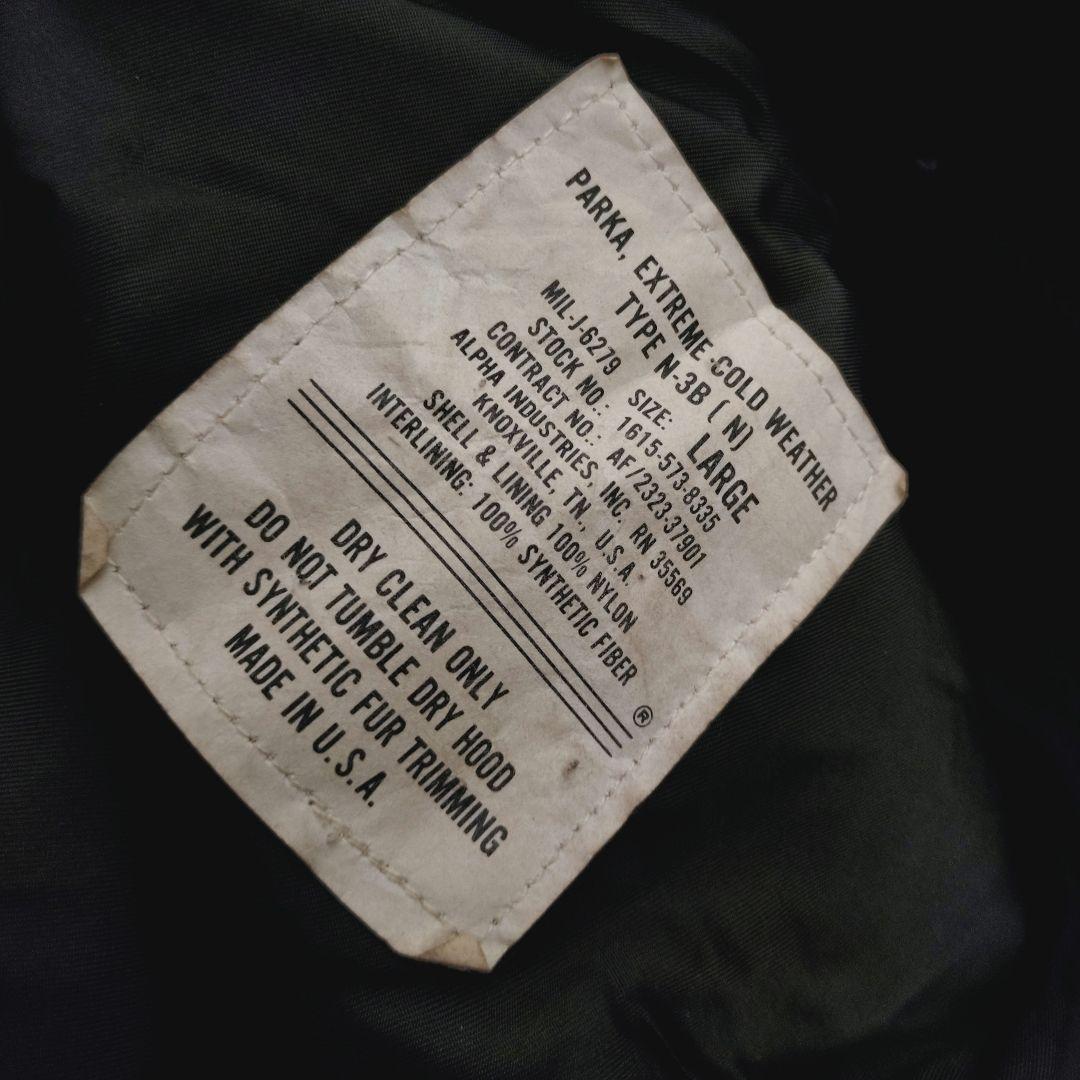 PARKA, EXTREME COLD WEATHER
TYPE N-3B ( N)
MIL-J-6279 SIZE: LARGE
STOCK NO.: 1615-573-8335
CONTRACT NO.: AF/2323-37901
ALPHA INDUSTRIES, INC. RN 35569
KNOXVILLE, TN., U.S.A.
SHELL & LINING 100% NYLON
INTERLINING: 100% SYNTHETIC FIBER
®
DRY CLEAN ONLY
DO NOT TUMBLE DRY HOOD
WITH SYNTHETIC FUR TRIMMING
MADE IN U.S.A.